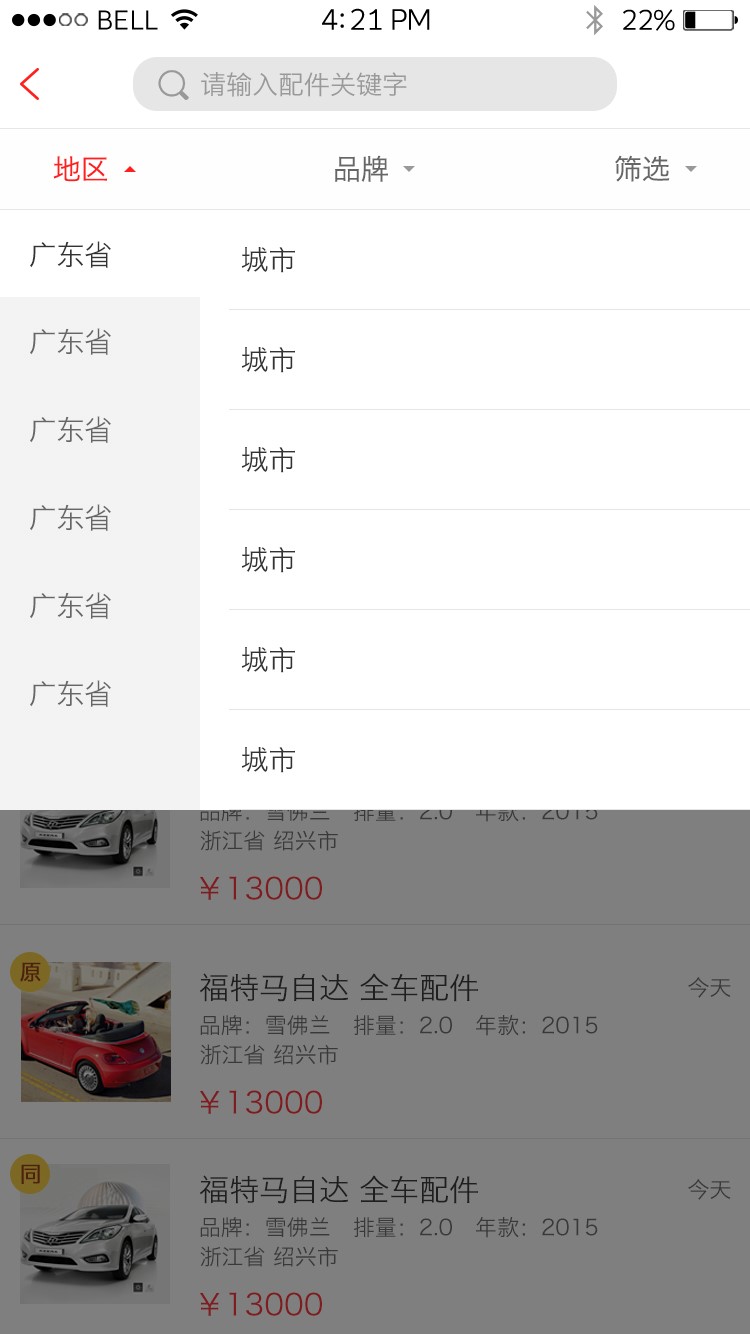 BELL 4:21 PM 22%
请输入配件关键字
地区 品牌 筛选
广东省 城市
广东省 城市
广东省 城市
广东省 城市
广东省 城市
广东省 城市
品牌：雪佛兰 排量：2.0 年款：2015
浙江省 绍兴市
￥13000
原
福特马自达 全车配件 今天
品牌：雪佛兰 排量：2.0 年款：2015
浙江省 绍兴市
￥13000
同
福特马自达 全车配件 今天
品牌：雪佛兰 排量：2.0 年款：2015
浙江省 绍兴市
￥13000